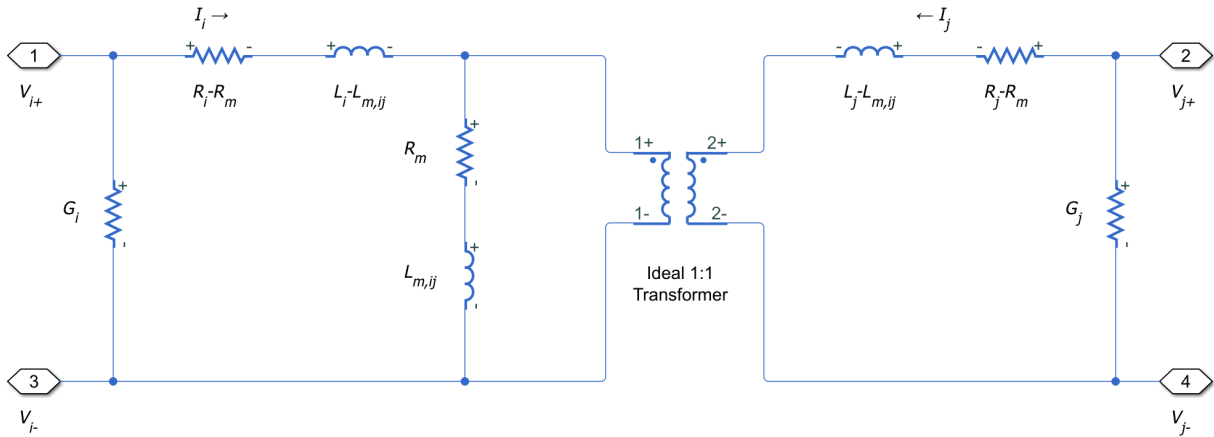 I_i → ← I_j
1 + - + - - + - + 2
V_i+ R_i-R_m L_i-L_m,ij L_j-L_m,ij R_j-R_m V_j+
+
R_m 1+ 2+
-
+ +
G_i 1- 2- G_j
- + -
L_m,ij Ideal 1:1
- Transformer
3 4
V_i- V_j-